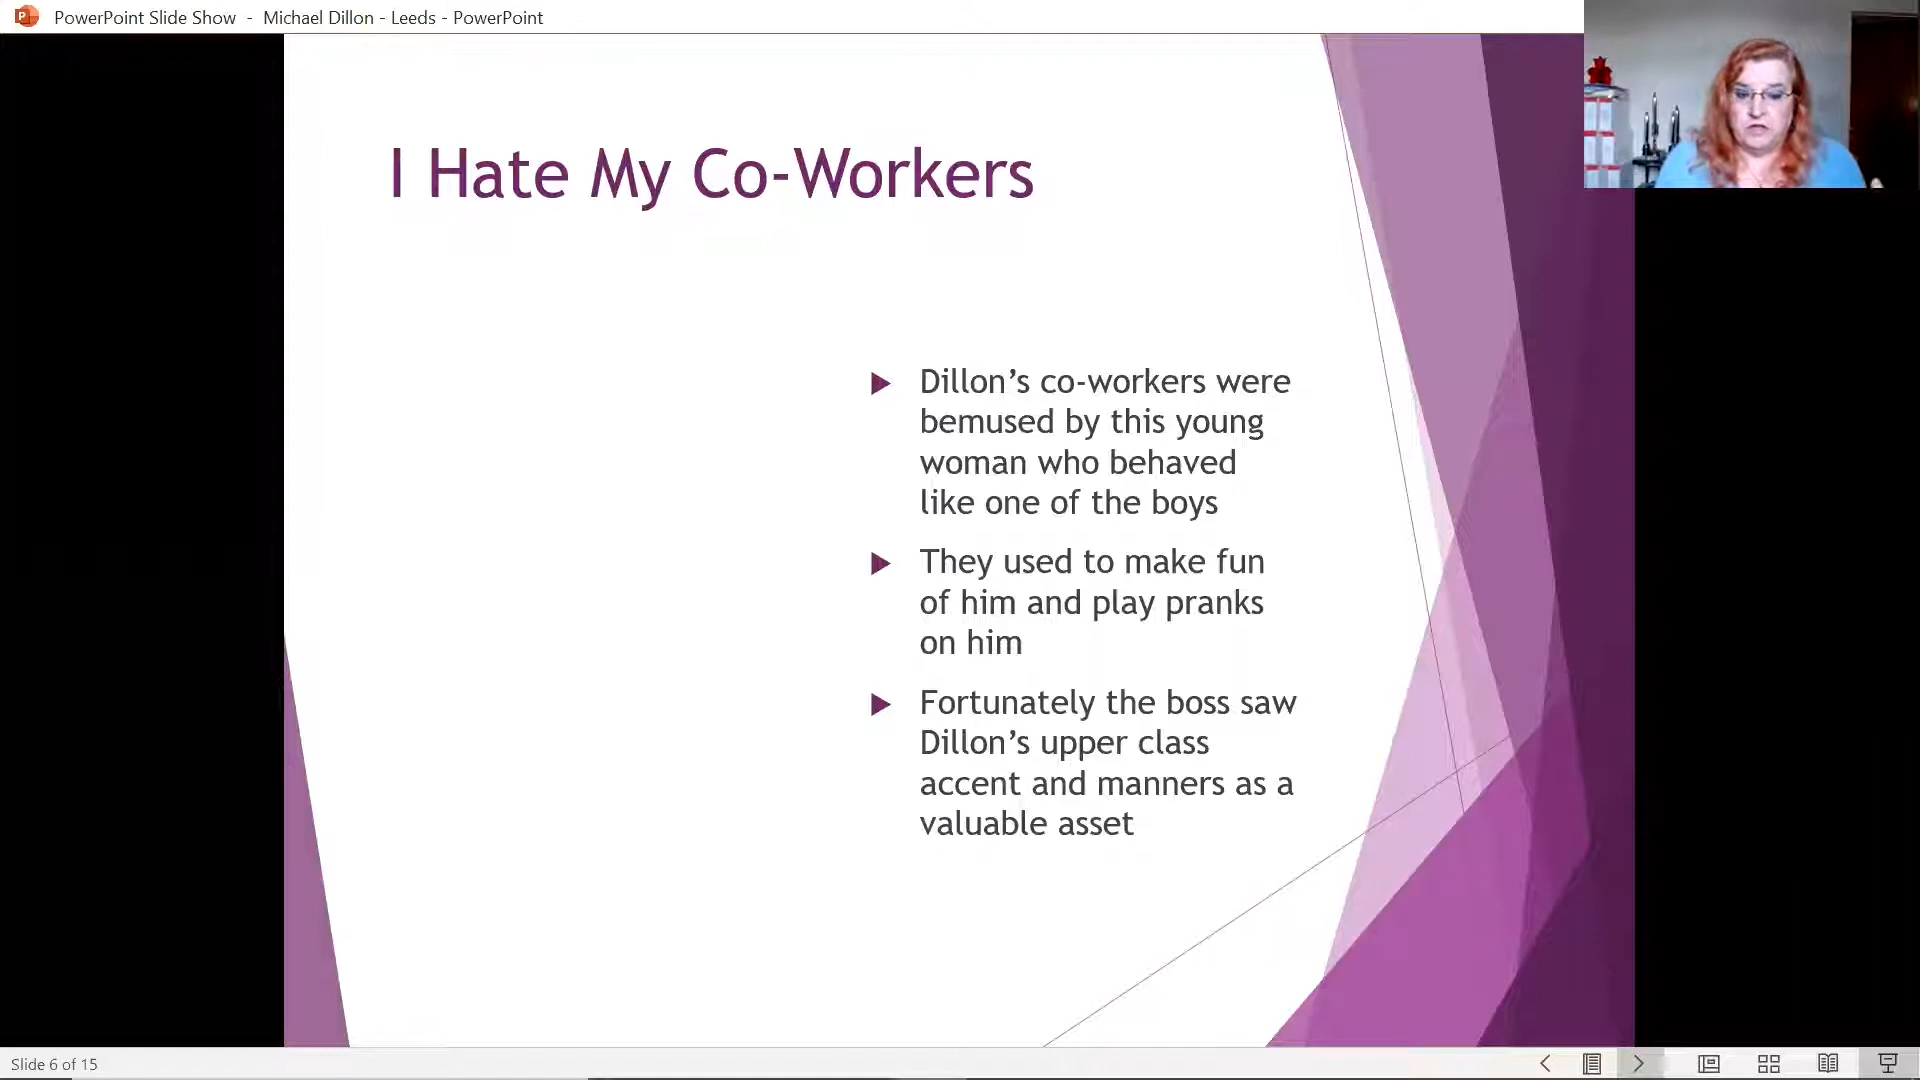 PowerPoint Slide Show - Michael Dillon - Leeds - PowerPoint
I Hate My Co-Workers
Dillon’s co-workers were
bemused by this young
woman who behaved
like one of the boys
They used to make fun
of him and play pranks
on him
Fortunately the boss saw
Dillon’s upper class
accent and manners as a
valuable asset
Slide 6 of 15